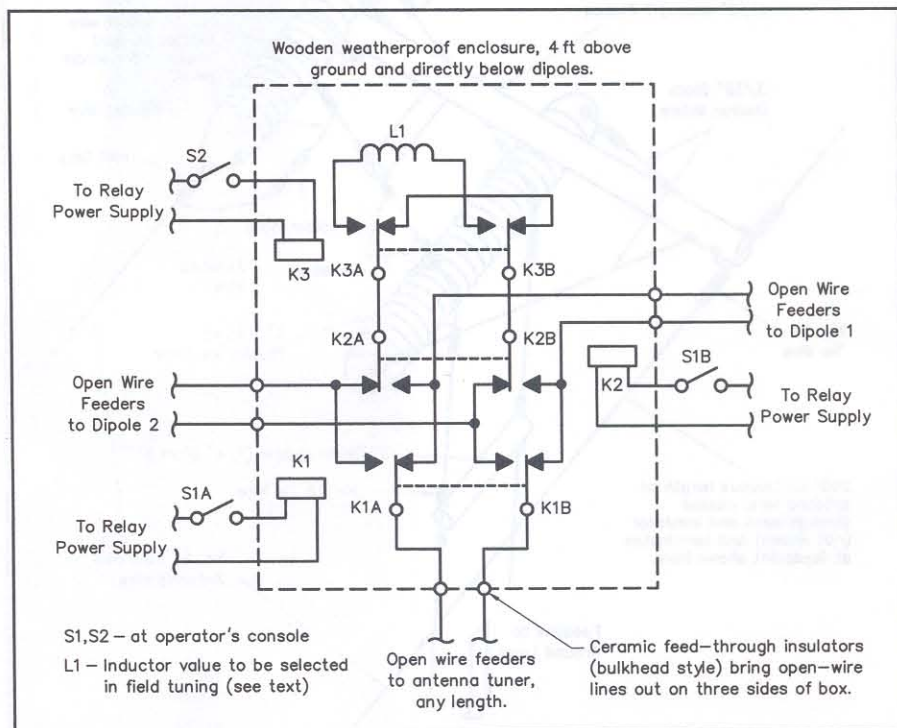 Wooden weatherproof enclosure, 4 ft above
ground and directly below dipoles.
L1
S2
To Relay
Power Supply
K3
K3A
K3B
K2A
K2B
Open Wire
Feeders
to Dipole 1
S1B
K2
To Relay
Power Supply
Open Wire
Feeders
to Dipole 2
K1
S1A
K1A
K1B
To Relay
Power Supply
S1,S2 – at operator's console
L1 – Inductor value to be selected
in field tuning (see text)
Open wire feeders
to antenna tuner,
any length.
Ceramic feed–through insulators
(bulkhead style) bring open–wire
lines out on three sides of box.